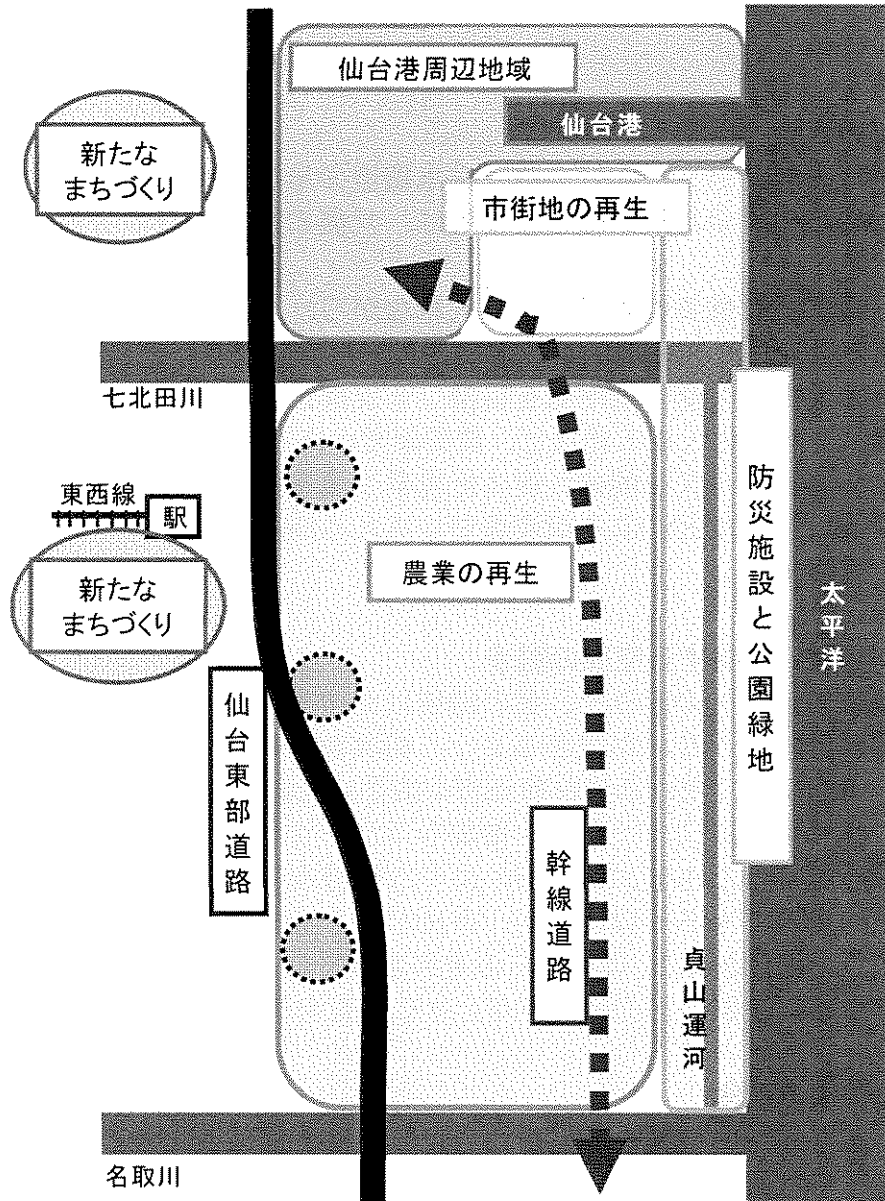 仙台港周辺地域
仙台港
新たな
まちづくり
市街地の再生
七北田川
東西線
駅
新たな
まちづくり
農業の再生
防災施設と公園緑地
太平洋
仙台東部道路
幹線道路
貞山運河
名取川